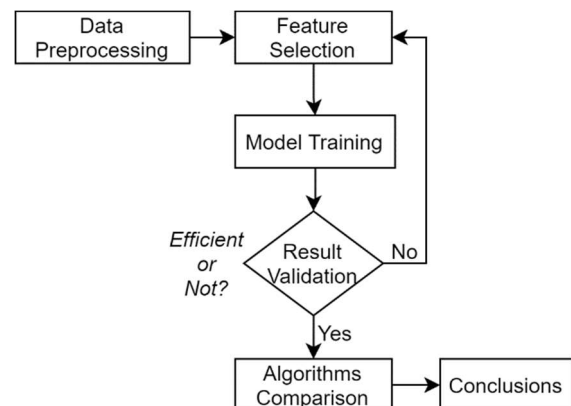 Data
Preprocessing
Feature
Selection
Model Training
Efficient
or
Not?
Result
Validation
No
Yes
Algorithms
Comparison
Conclusions